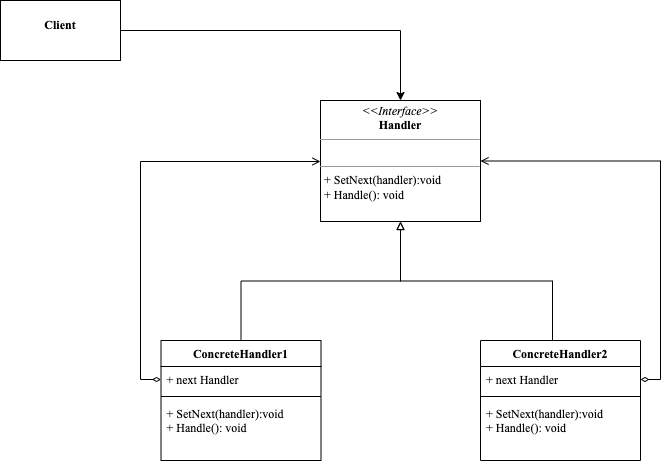 Client
<<Interface>>
Handler
+ SetNext(handler):void
+ Handle(): void
ConcreteHandler1
+ next Handler
+ SetNext(handler):void
+ Handle(): void
ConcreteHandler2
+ next Handler
+ SetNext(handler):void
+ Handle(): void